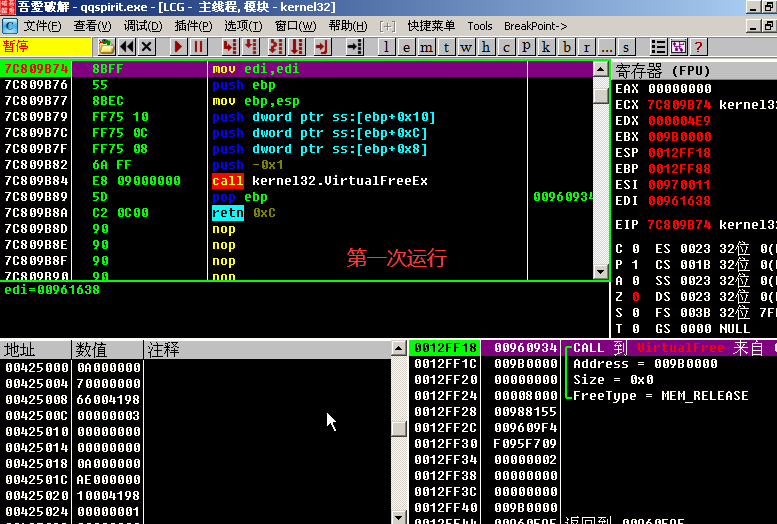 吾愛破解 - qqspirit.exe - [LCG - 主线程, 模块 - kernel32]
C 文件(F) 查看(V) 调试(D) 插件(P) 选项(T) 窗口(W) 帮助(H) [+] 快捷菜单 Tools BreakPoint->
暂停 l e m t w h c p k b r ... s ?
7C809B74 8BFF mov edi,edi
7C809B76 55 push ebp
7C809B77 8BEC mov ebp,esp
7C809B79 FF75 10 push dword ptr ss:[ebp+0x10]
7C809B7C FF75 0C push dword ptr ss:[ebp+0xC]
7C809B7F FF75 08 push dword ptr ss:[ebp+0x8]
7C809B82 6A FF push -0x1
7C809B84 E8 09000000 call kernel32.VirtualFreeEx
7C809B89 5D pop ebp 00960934
7C809B8A C2 0C00 retn 0xC
7C809B8D 90 nop
7C809B8E 90 nop
7C809B8F 90 nop
7C809B90 90 nop
第一次运行
edi=00961638
寄存器 (FPU)
EAX 00000000
ECX 7C809B74 kernel32
EDX 000004E9
EBX 009B0000
ESP 0012FF18
EBP 0012FF88
ESI 00970011
EDI 00961638
EIP 7C809B74 kernel32
C 0 ES 0023 32位 0(
P 1 CS 001B 32位 0(
A 0 SS 0023 32位 0(
Z 0 DS 0023 32位 0(
S 0 FS 003B 32位 7F
T 0 GS 0000 NULL
地址 数值 注释
00425000 0A000000
00425004 70000000
00425008 66004198
0042500C 00000003
00425010 00000000
00425014 00000000
00425018 0A000000
0042501C AE000000
00425020 10004198
00425024 00000001
0012FF18 00960934 CALL 到 VirtualFree 来自
0012FF1C 009B0000 Address = 009B0000
0012FF20 00000000 Size = 0x0
0012FF24 00008000 FreeType = MEM_RELEASE
0012FF28 00988155
0012FF2C 009609F4
0012FF30 F095F709
0012FF34 00000002
0012FF38 00000000
0012FF3C 00000000
0012FF40 009B0000